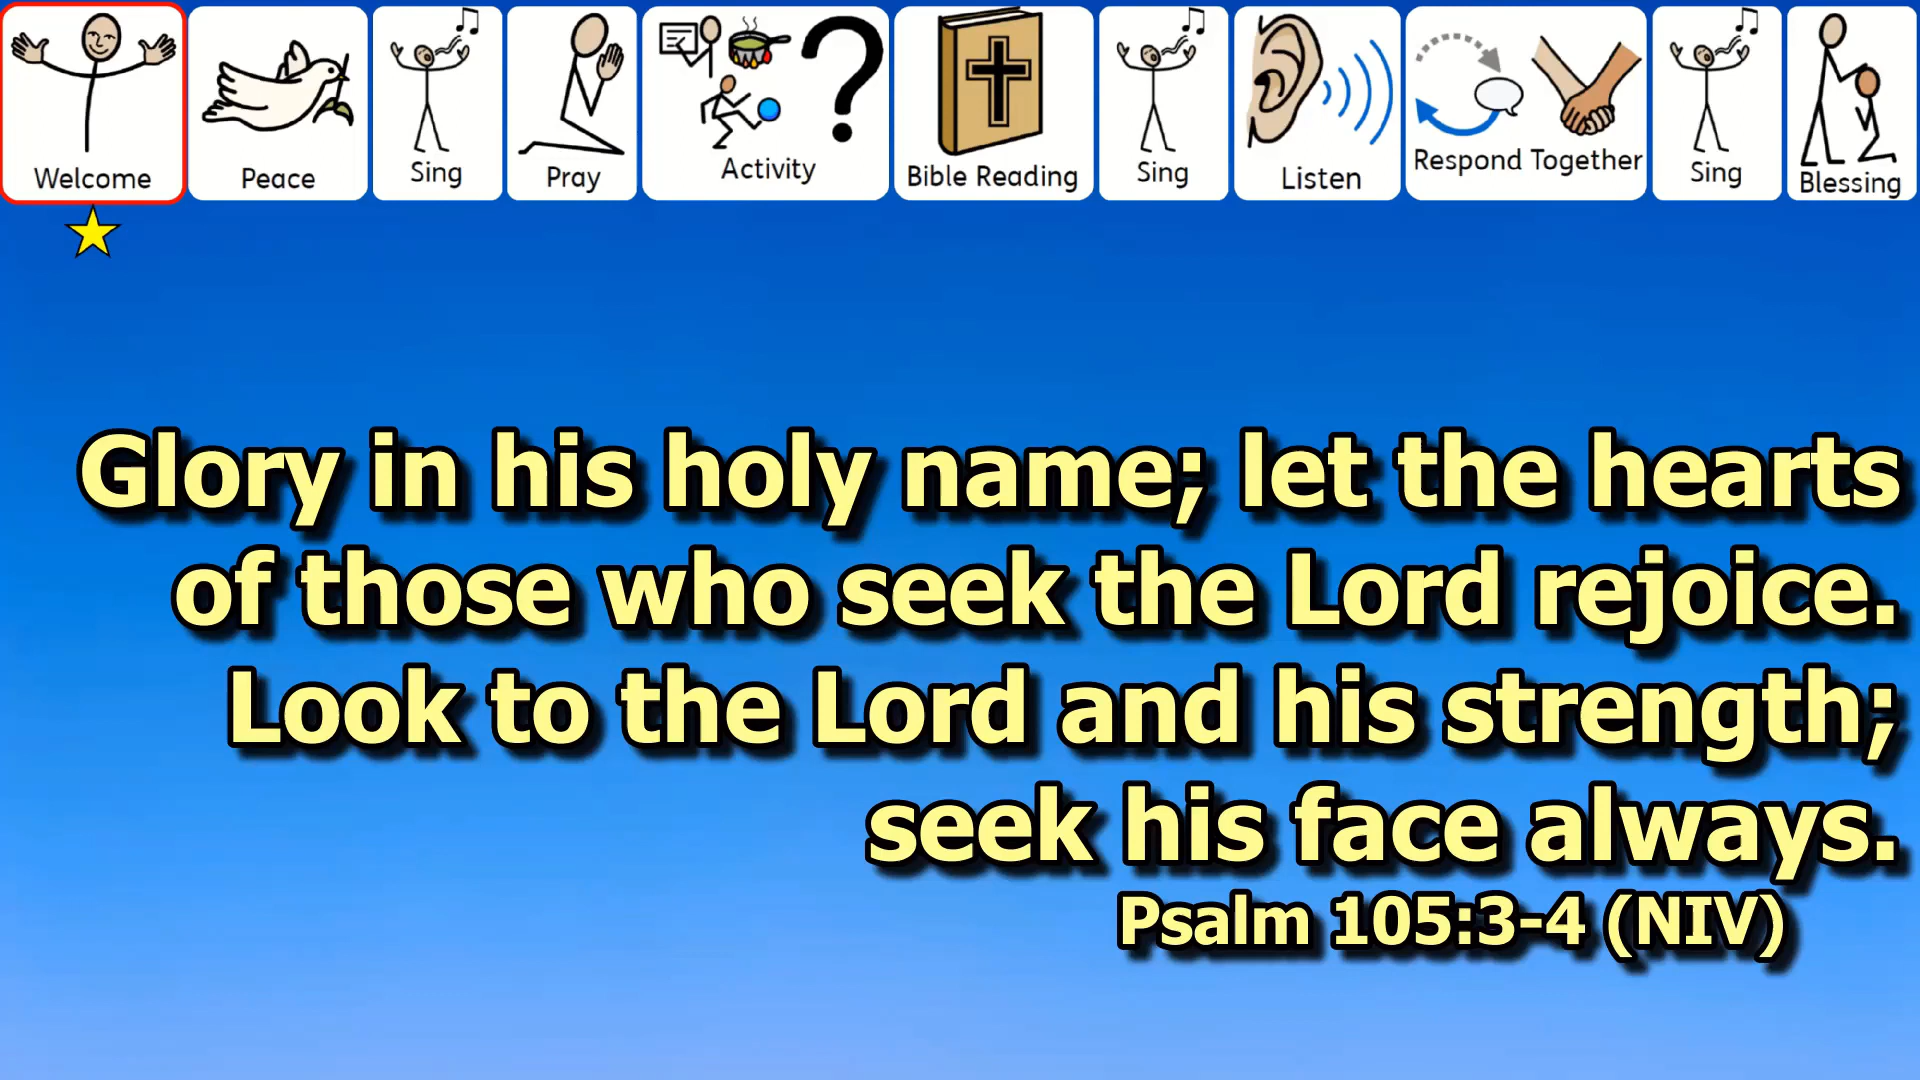 Welcome
Peace
Sing
Pray
Activity
Bible Reading
Sing
Listen
Respond Together
Sing
Blessing
Glory in his holy name; let the hearts
of those who seek the Lord rejoice.
Look to the Lord and his strength;
seek his face always.
Psalm 105:3-4 (NIV)